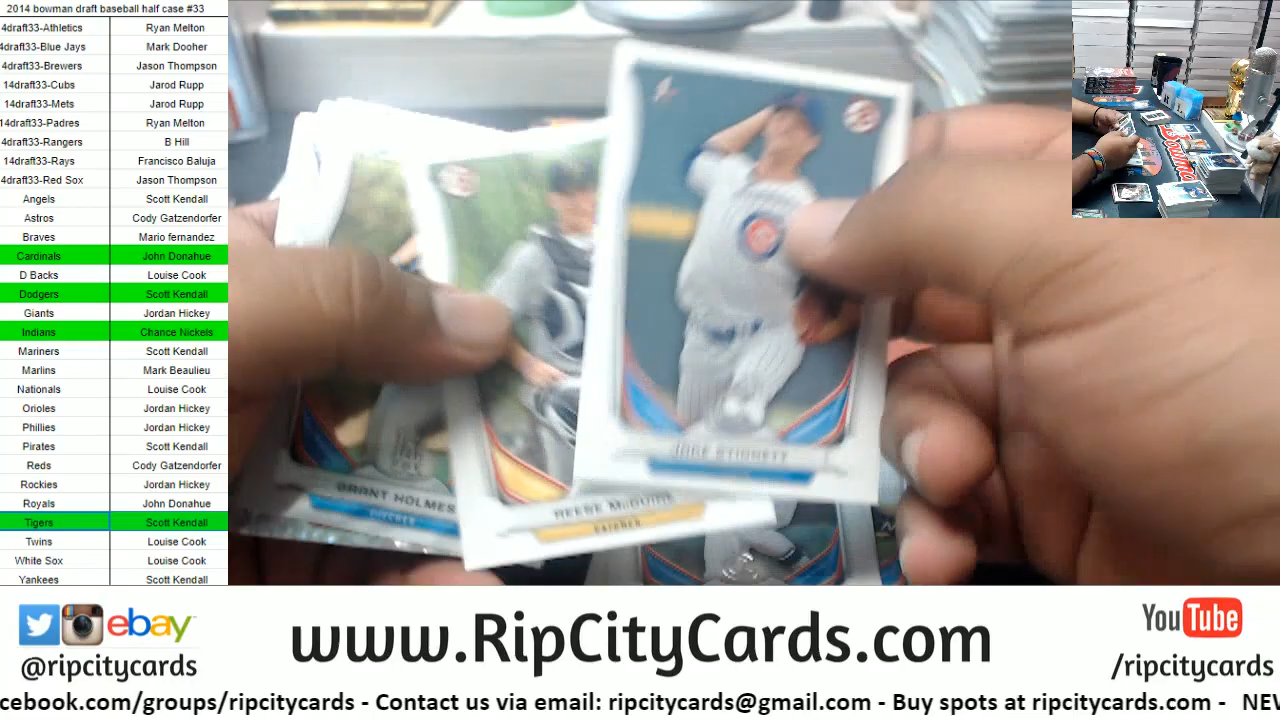 2014 bowman draft baseball half case #33
4draft33-Athletics Ryan Melton
4draft33-Blue Jays Mark Dooher
4draft33-Brewers Jason Thompson
14draft33-Cubs Jarod Rupp
14draft33-Mets Jarod Rupp
14draft33-Padres Ryan Melton
4draft33-Rangers B Hill
14draft33-Rays Francisco Baluja
4draft33-Red Sox Jason Thompson
Angels Scott Kendall
Astros Cody Gatzendorfer
Braves Mario fernandez
Cardinals John Donahue
D Backs Louise Cook
Dodgers Scott Kendall
Giants Jordan Hickey
Indians Chance Nickels
Mariners Scott Kendall
Marlins Mark Beaulieu
Nationals Louise Cook
Orioles Jordan Hickey
Phillies Jordan Hickey
Pirates Scott Kendall
Reds Cody Gatzendorfer
Rockies Jordan Hickey
Royals John Donahue
Tigers Scott Kendall
Twins Louise Cook
White Sox Louise Cook
Yankees Scott Kendall
BRANT HOLMES
PITCHER
REESE McGUIRE
CATCHER
Bowman
ebay
@ripcitycards
www.RipCityCards.com
YouTube
/ripcitycards
cebook.com/groups/ripcitycards - Contact us via email: ripcitycards@gmail.com - Buy spots at ripcitycards.com - NEV